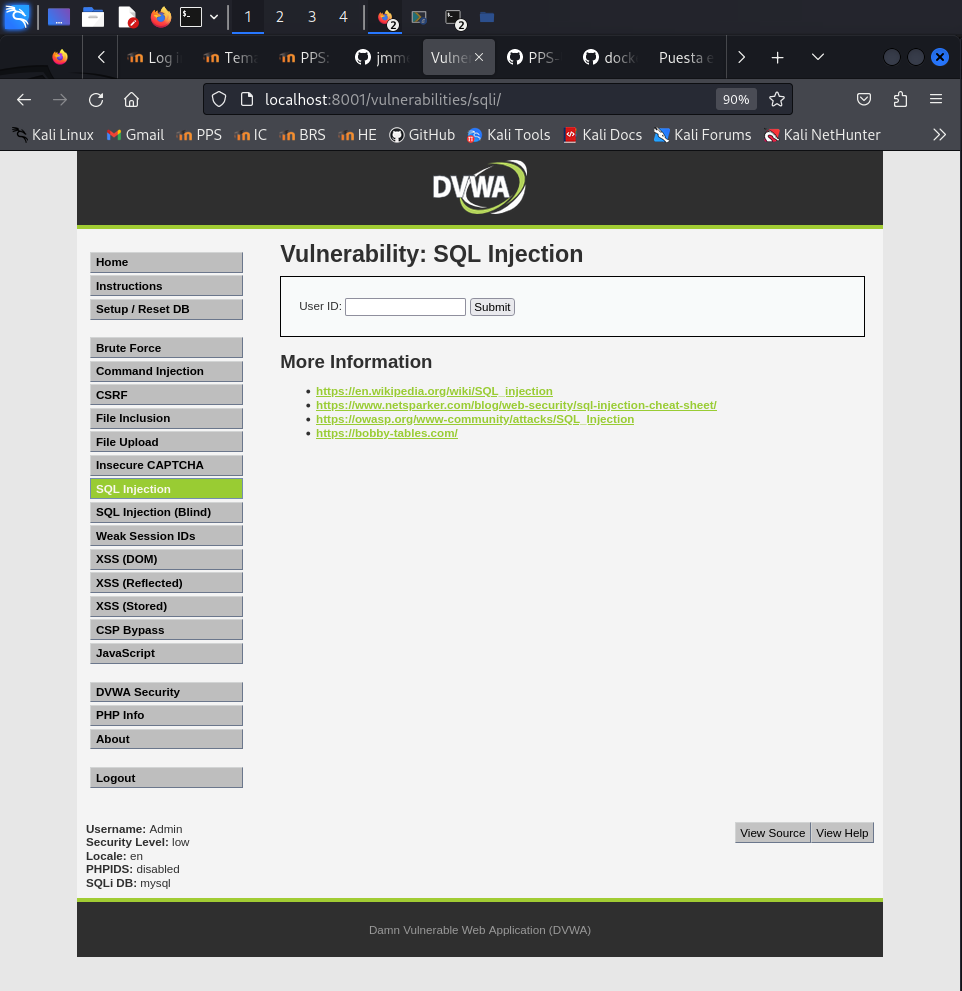 1 2 3 4 2 2
Log i Tem PPS: jmm Vulne PPS- dock Puesta e
localhost:8001/vulnerabilities/sqli/ 90%
Kali Linux Gmail PPS IC BRS HE GitHub Kali Tools Kali Docs Kali Forums Kali NetHunter
DVWA
Vulnerability: SQL Injection
User ID: Submit
More Information
https://en.wikipedia.org/wiki/SQL_injection
https://www.netsparker.com/blog/web-security/sql-injection-cheat-sheet/
https://owasp.org/www-community/attacks/SQL_Injection
https://bobby-tables.com/
Home
Instructions
Setup / Reset DB
Brute Force
Command Injection
CSRF
File Inclusion
File Upload
Insecure CAPTCHA
SQL Injection
SQL Injection (Blind)
Weak Session IDs
XSS (DOM)
XSS (Reflected)
XSS (Stored)
CSP Bypass
JavaScript
DVWA Security
PHP Info
About
Logout
Username: Admin
Security Level: low
Locale: en
PHPIDS: disabled
SQLi DB: mysql
View Source View Help
Damn Vulnerable Web Application (DVWA)